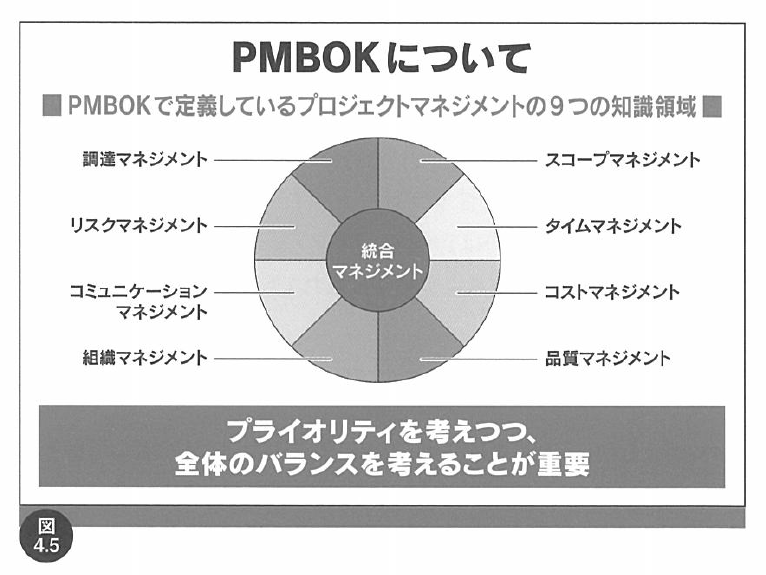 PMBOKについて
■PMBOKで定義しているプロジェクトマネジメントの9つの知識領域■
調達マネジメント
スコープマネジメント
リスクマネジメント
タイムマネジメント
統合
マネジメント
コミュニケーション
マネジメント
コストマネジメント
組織マネジメント
品質マネジメント
プライオリティを考えつつ、
全体のバランスを考えることが重要
図
4.5